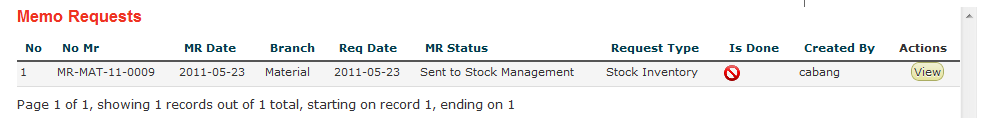 Memo Requests
No No Mr MR Date Branch Req Date MR Status Request Type Is Done Created By Actions
1 MR-MAT-11-0009 2011-05-23 Material 2011-05-23 Sent to Stock Management Stock Inventory cabang View
Page 1 of 1, showing 1 records out of 1 total, starting on record 1, ending on 1